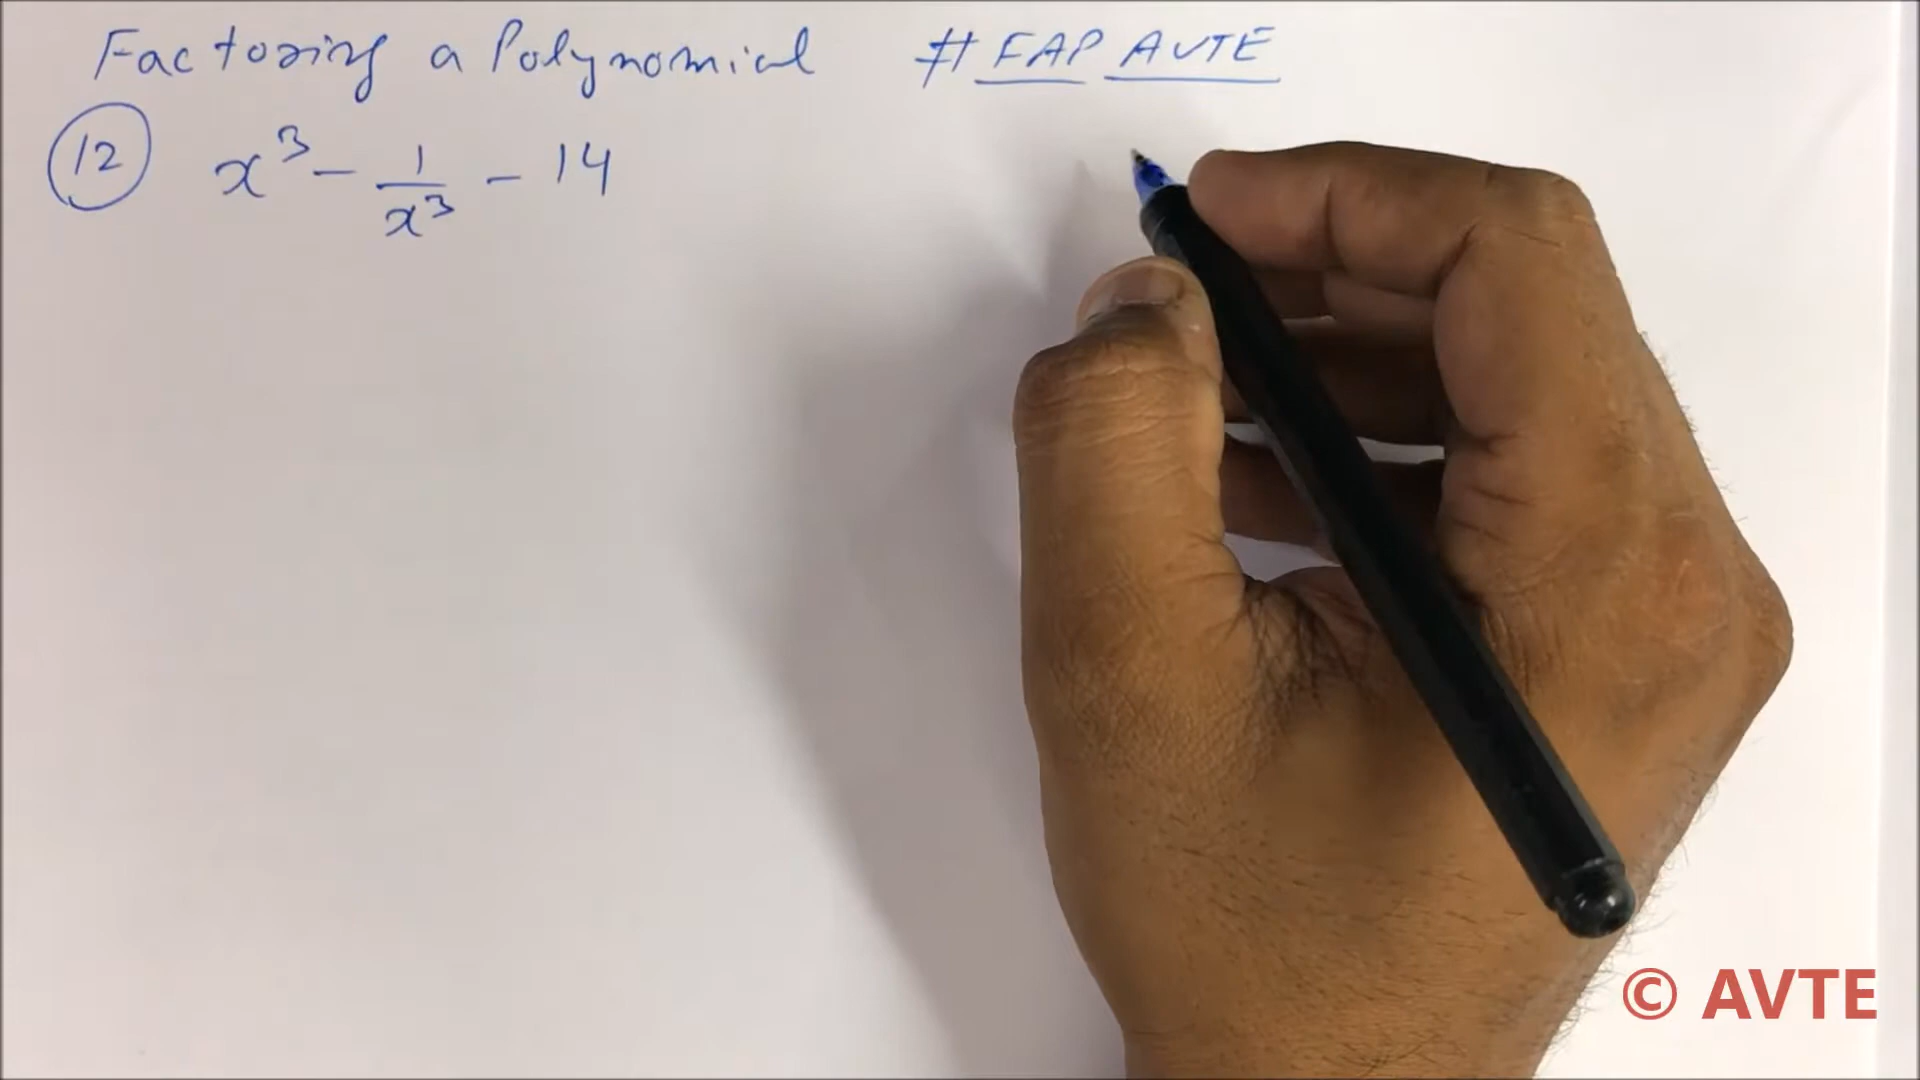 Factoring a Polynomial #FAP AVTE
12 x³ - 1/x³ - 14
© AVTE